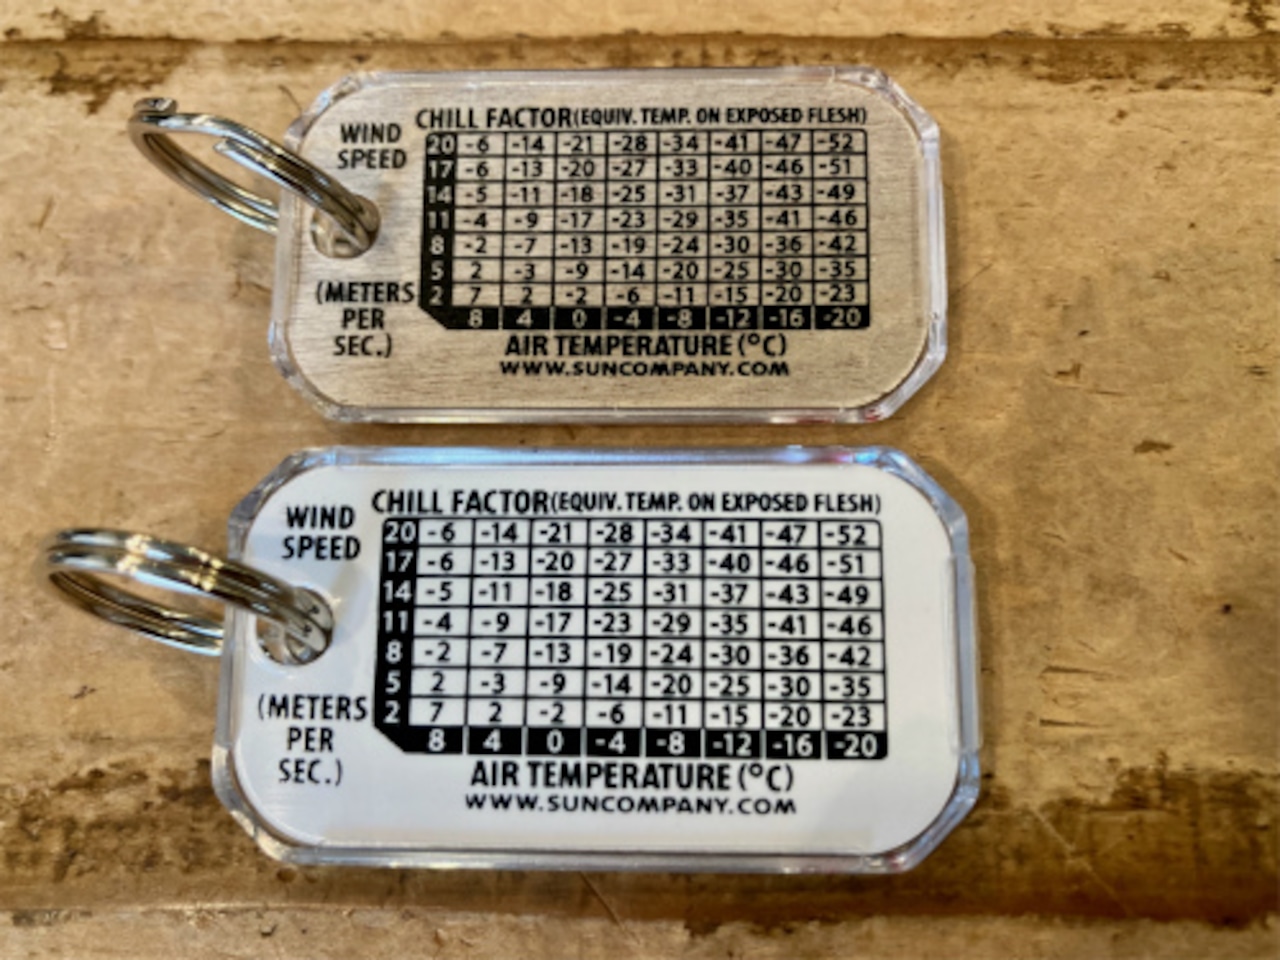 CHILL FACTOR(EQUIV. TEMP. ON EXPOSED FLESH)
WIND
SPEED
20 -6 -14 -21 -28 -34 -41 -47 -52
17 -6 -13 -20 -27 -33 -40 -46 -51
14 -5 -11 -18 -25 -31 -37 -43 -49
11 -4 -9 -17 -23 -29 -35 -41 -46
8 -2 -7 -13 -19 -24 -30 -36 -42
5 2 -3 -9 -14 -20 -25 -30 -35
2 7 2 -2 -6 -11 -15 -20 -23
8 4 0 -4 -8 -12 -16 -20
(METERS
PER
SEC.)
AIR TEMPERATURE (°C)
WWW.SUNCOMPANY.COM
CHILL FACTOR(EQUIV. TEMP. ON EXPOSED FLESH)
WIND
SPEED
20 -6 -14 -21 -28 -34 -41 -47 -52
17 -6 -13 -20 -27 -33 -40 -46 -51
14 -5 -11 -18 -25 -31 -37 -43 -49
11 -4 -9 -17 -23 -29 -35 -41 -46
8 -2 -7 -13 -19 -24 -30 -36 -42
5 2 -3 -9 -14 -20 -25 -30 -35
2 7 2 -2 -6 -11 -15 -20 -23
8 4 0 -4 -8 -12 -16 -20
(METERS
PER
SEC.)
AIR TEMPERATURE (°C)
WWW.SUNCOMPANY.COM